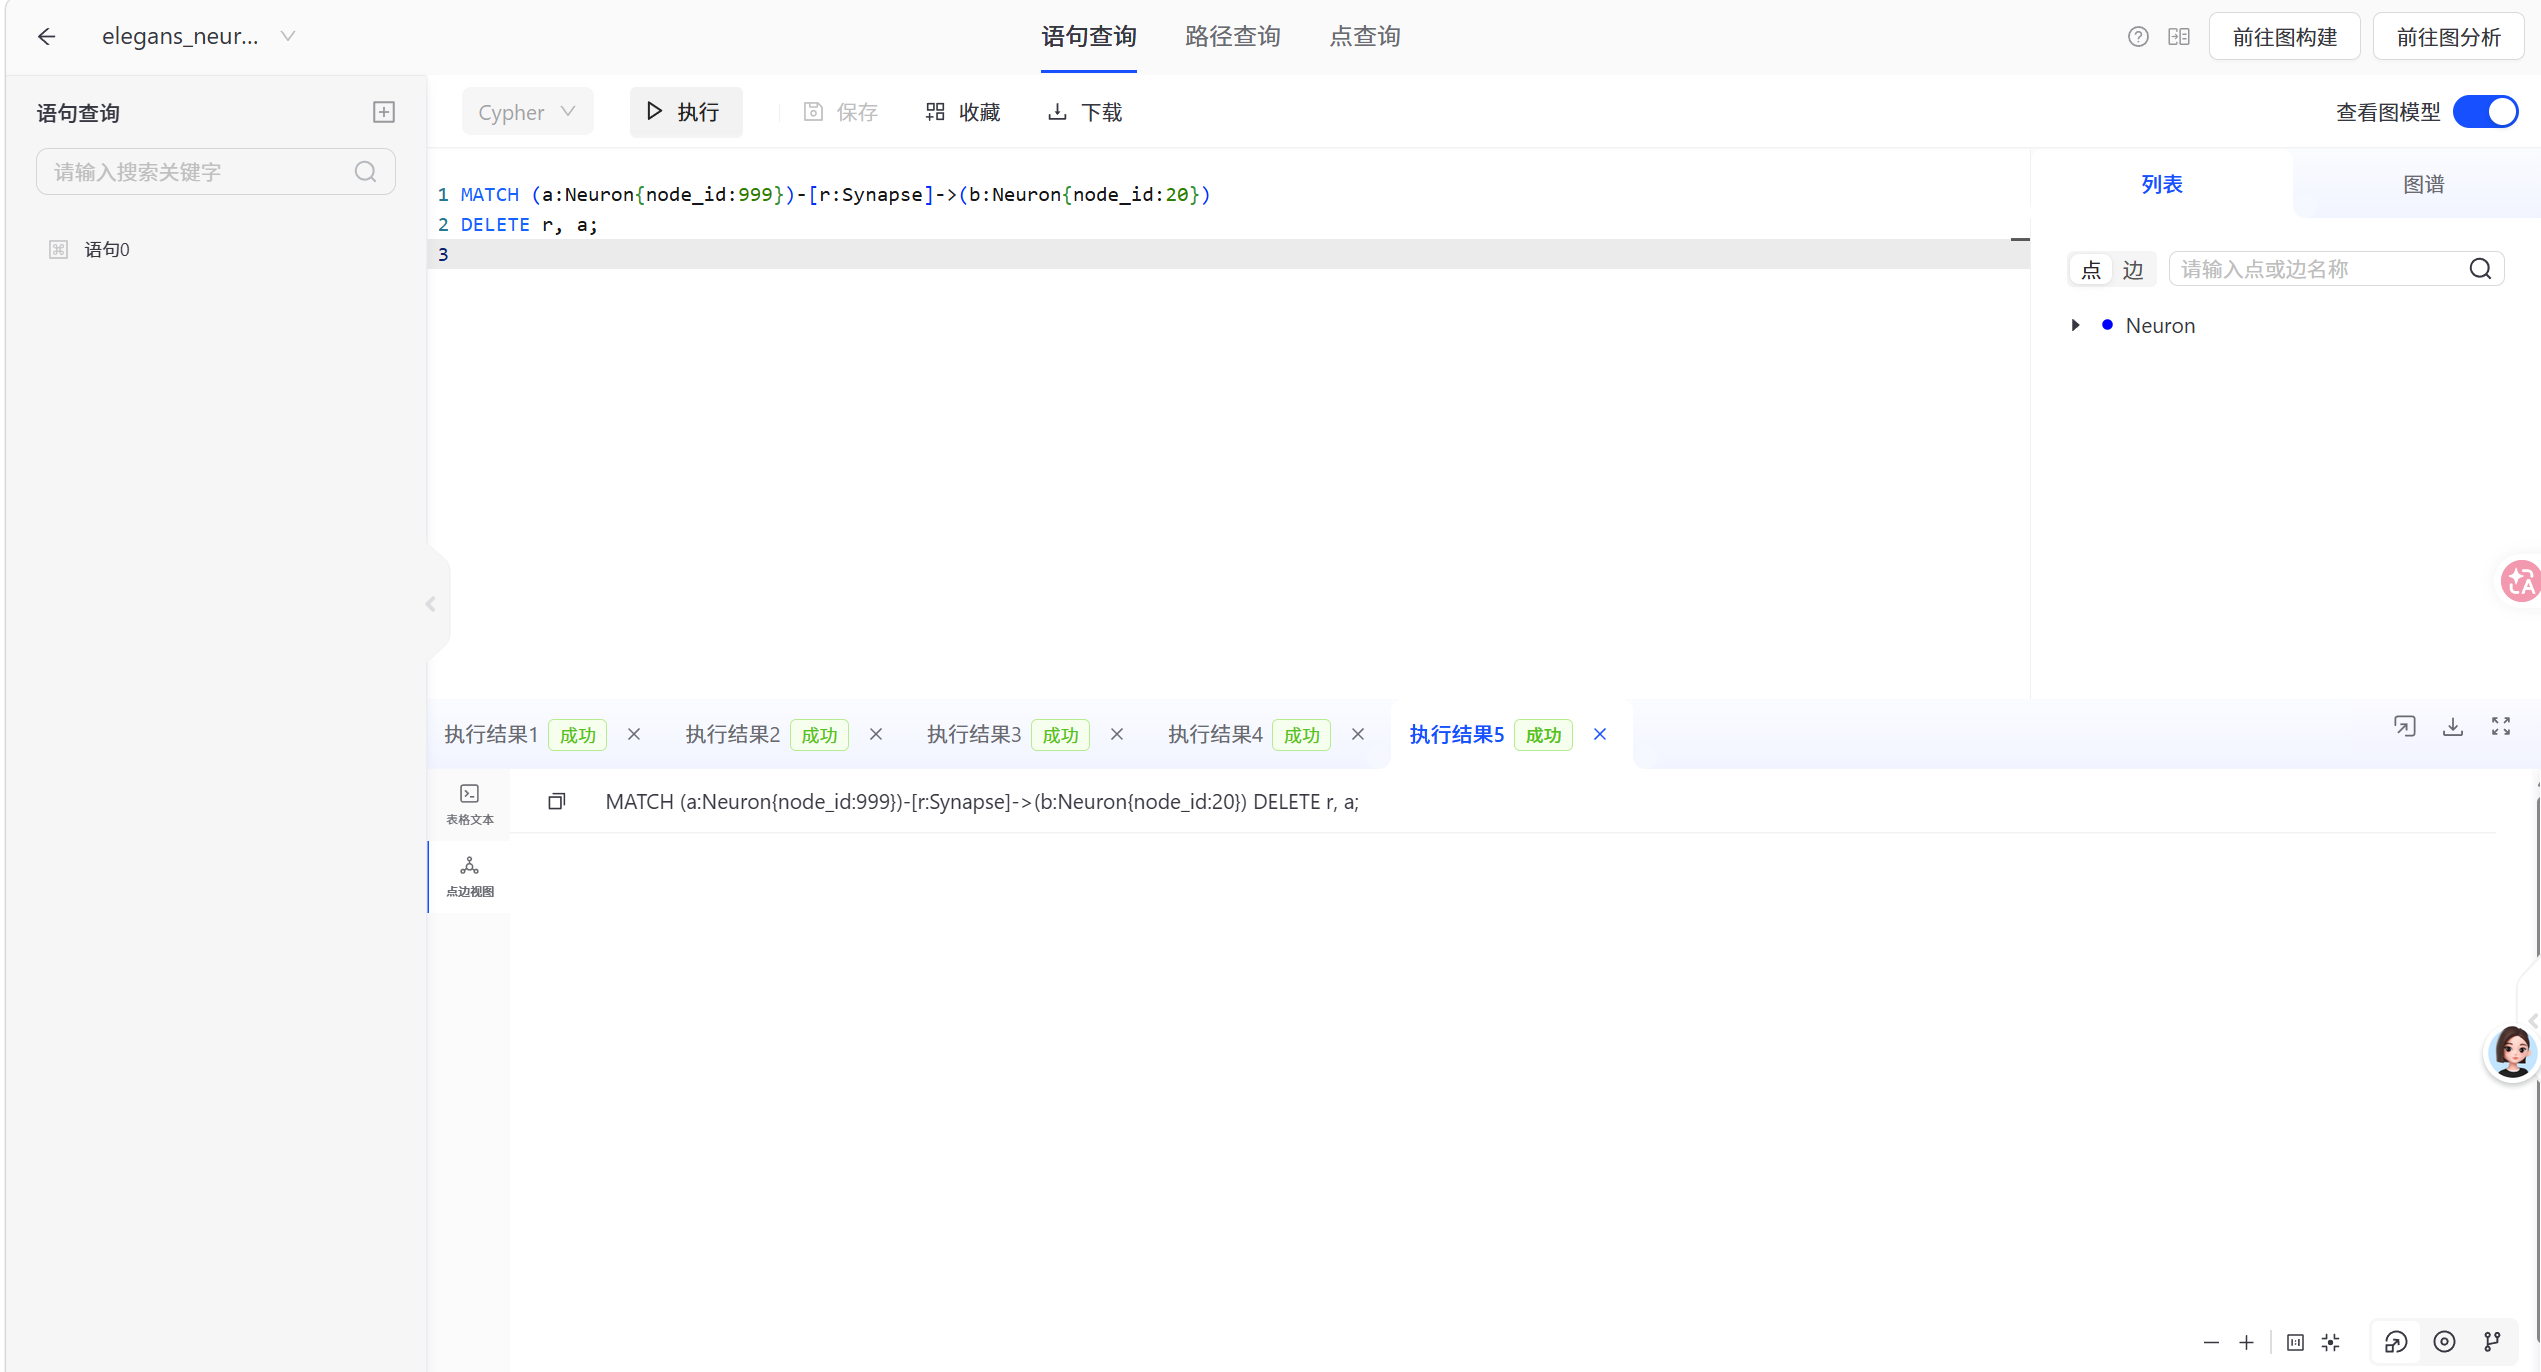 elegans_neur...
语句查询
路径查询
点查询
前往图构建
前往图分析
语句查询
请输入搜索关键字
语句0
Cypher
执行
保存
收藏
下载
查看图模型
1 MATCH (a:Neuron{node_id:999})-[r:Synapse]->(b:Neuron{node_id:20})
2 DELETE r, a;
3
列表
图谱
点
边
请输入点或边名称
Neuron
执行结果1 成功
执行结果2 成功
执行结果3 成功
执行结果4 成功
执行结果5 成功
表格文本
点边视图
MATCH (a:Neuron{node_id:999})-[r:Synapse]->(b:Neuron{node_id:20}) DELETE r, a;